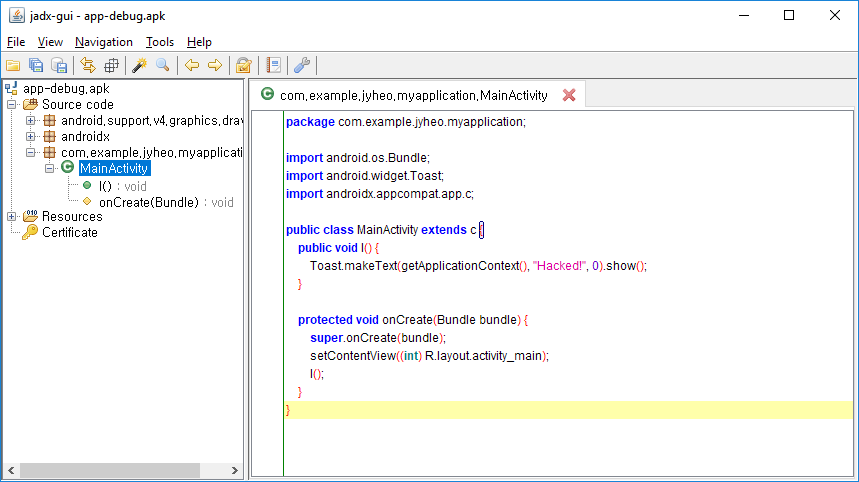 jadx-gui - app-debug.apk
File View Navigation Tools Help
app-debug.apk
Source code
android.support.v4.graphics.drav
androidx
com.example.jyheo.myapplicati
MainActivity
l() : void
onCreate(Bundle) : void
Resources
Certificate
com.example.jyheo.myapplication.MainActivity
package com.example.jyheo.myapplication;
import android.os.Bundle;
import android.widget.Toast;
import androidx.appcompat.app.c;
public class MainActivity extends c {
public void l() {
Toast.makeText(getApplicationContext(), "Hacked!", 0).show();
}
protected void onCreate(Bundle bundle) {
super.onCreate(bundle);
setContentView((int) R.layout.activity_main);
l();
}
}